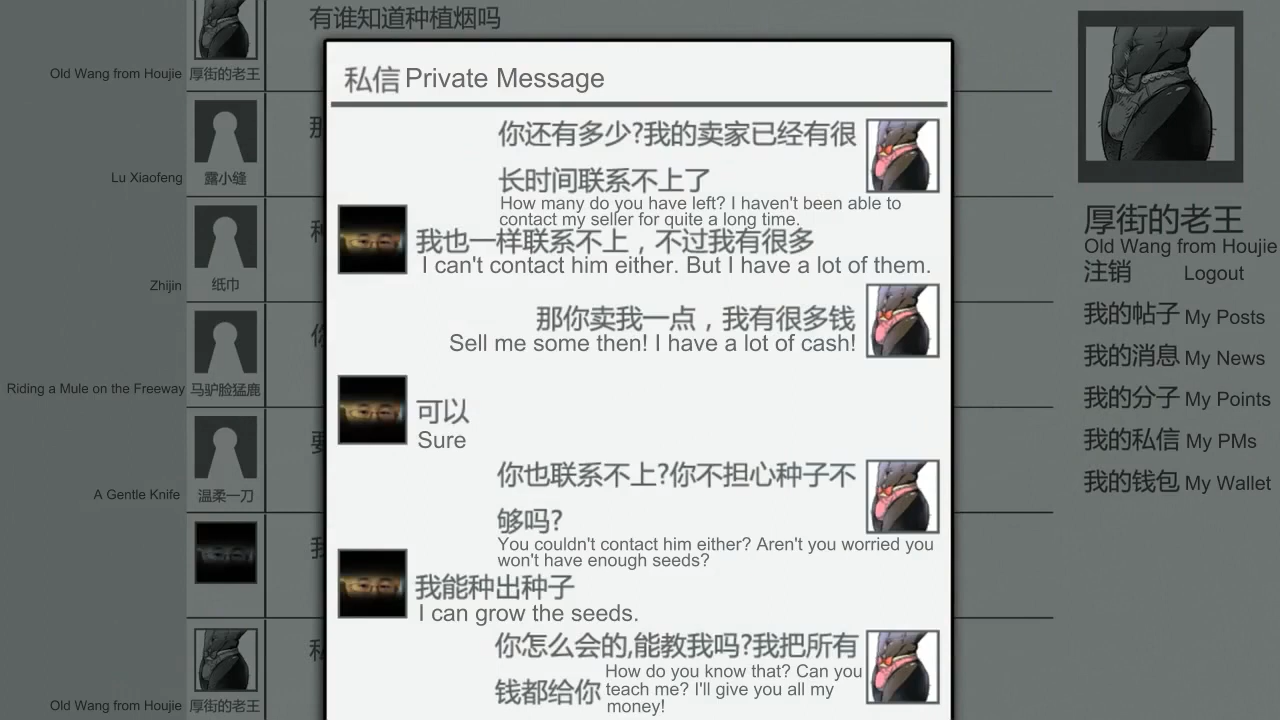 有谁知道种植烟吗
Old Wang from Houjie 厚街的老王
Lu Xiaofeng 露小缝
Zhijin 纸巾
Riding a Mule on the Freeway 马驴脸猛鹿
A Gentle Knife 温柔一刀
Old Wang from Houjie 厚街的老王
私信 Private Message
你还有多少?我的卖家已经有很
长时间联系不上了
How many do you have left? I haven't been able to
contact my seller for quite a long time.
我也一样联系不上，不过我有很多
I can't contact him either. But I have a lot of them.
那你卖我一点，我有很多钱
Sell me some then! I have a lot of cash!
可以
Sure
你也联系不上?你不担心种子不
够吗?
You couldn't contact him either? Aren't you worried you
won't have enough seeds?
我能种出种子
I can grow the seeds.
你怎么会的,能教我吗?我把所有
钱都给你
How do you know that? Can you
teach me? I'll give you all my
money!
厚街的老王
Old Wang from Houjie
注销 Logout
我的帖子 My Posts
我的消息 My News
我的分子 My Points
我的私信 My PMs
我的钱包 My Wallet